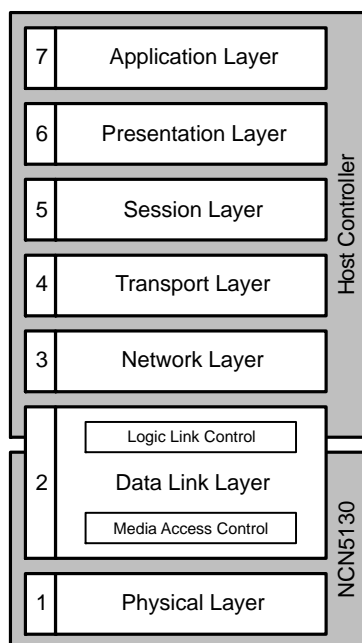 7 Application Layer
6 Presentation Layer
5 Session Layer
4 Transport Layer
3 Network Layer
Host Controller
Logic Link Control
2 Data Link Layer
Media Access Control
1 Physical Layer
NCN5130